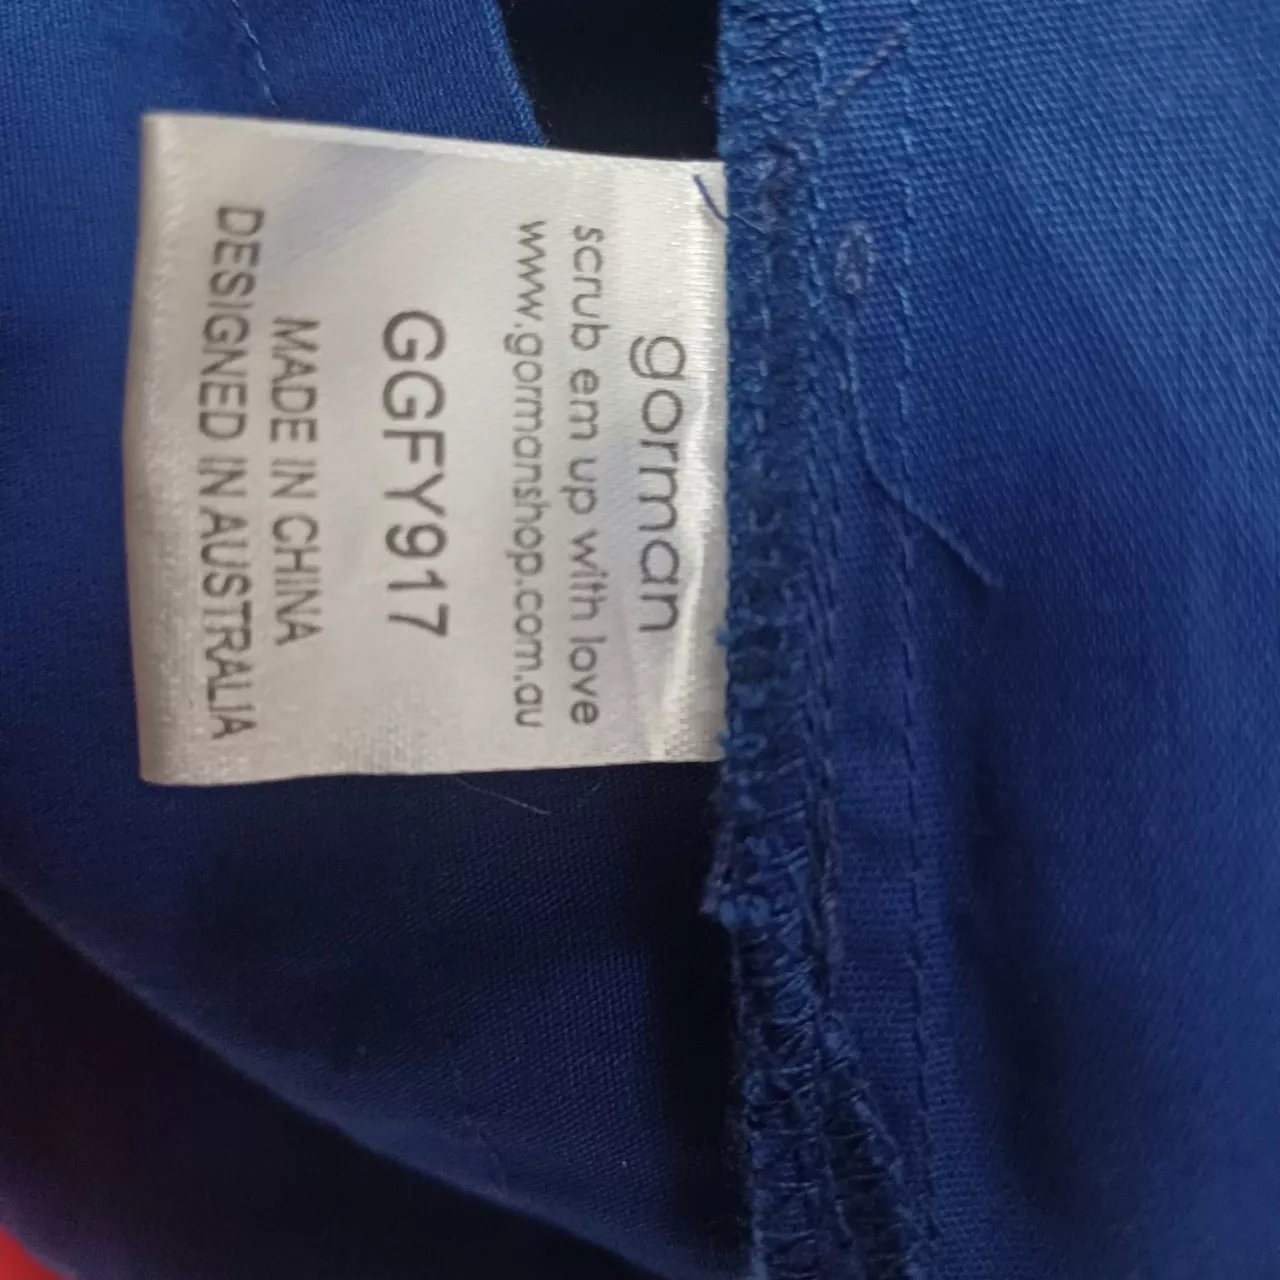 gorman
scrub em up with love
www.gormanshop.com.au
GGFY917
MADE IN CHINA
DESIGNED IN AUSTRALIA